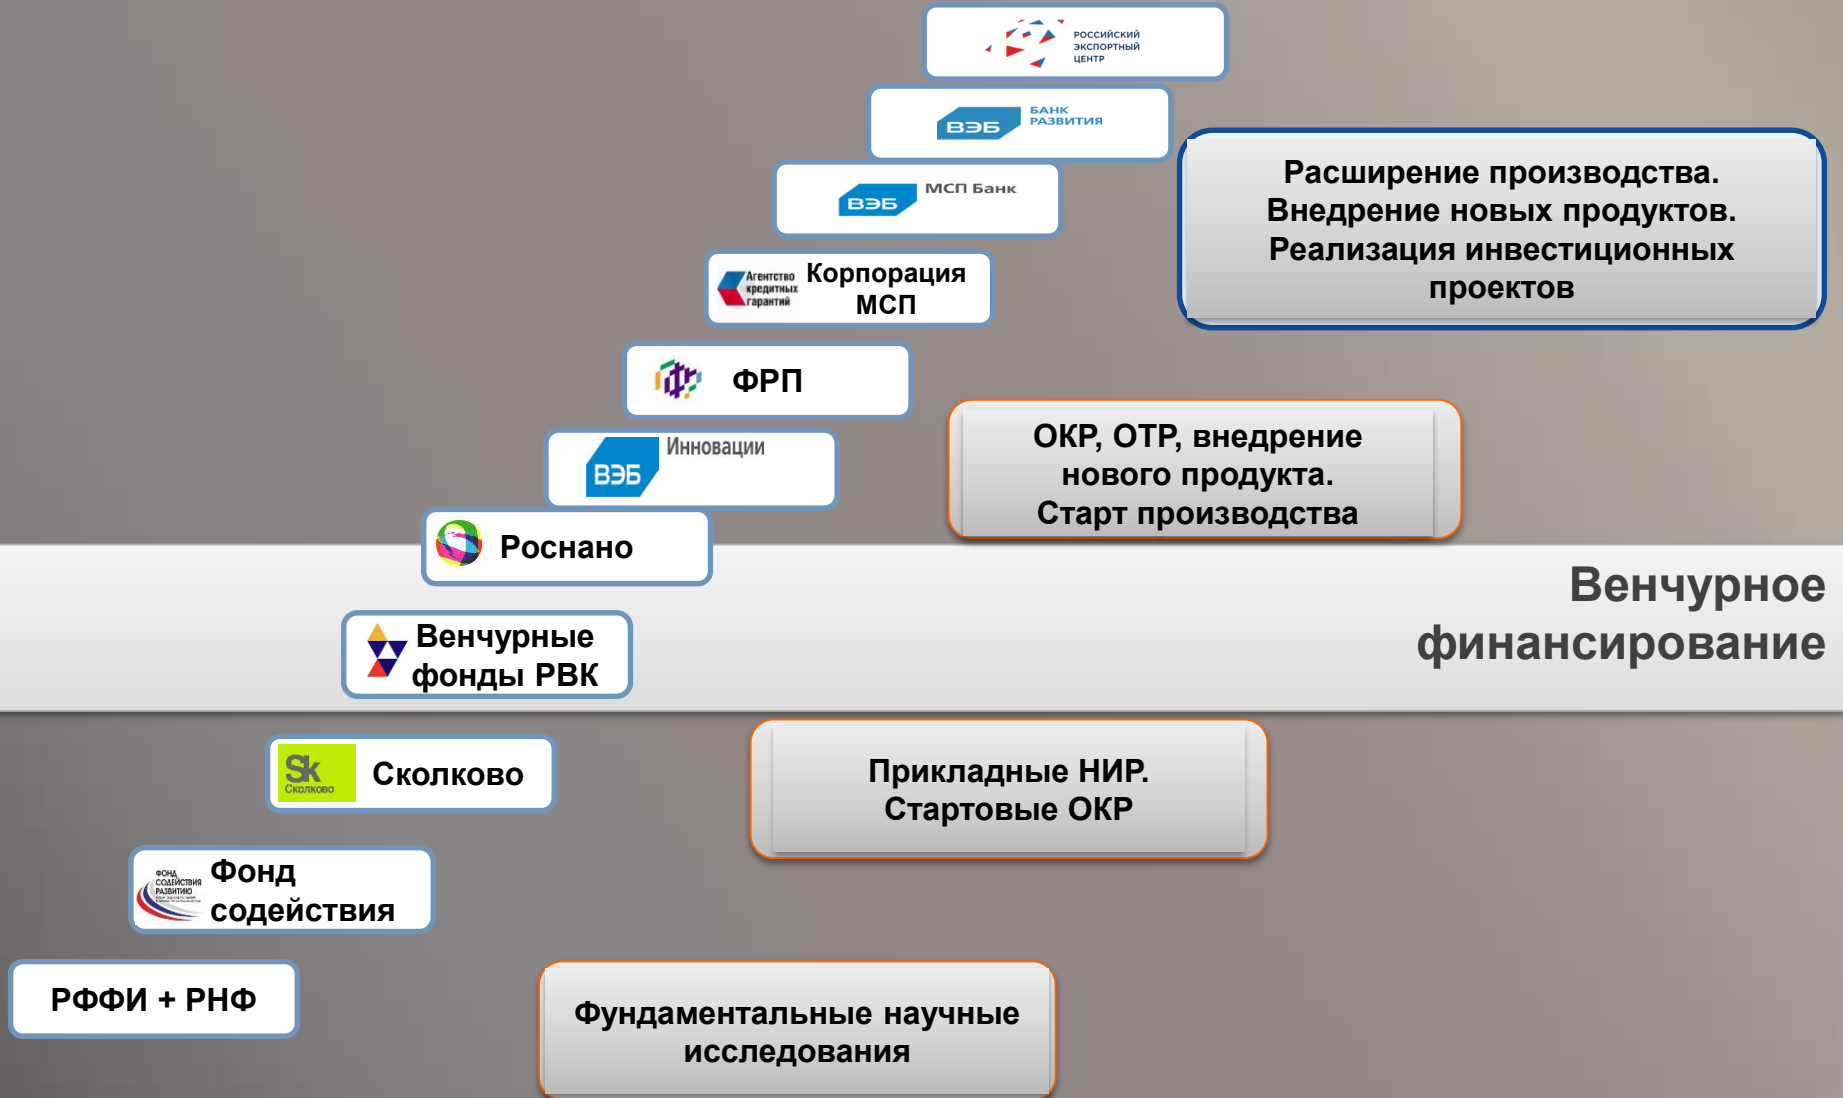 РОССИЙСКИЙ
ЭКСПОРТНЫЙ
ЦЕНТР
ВЭБ
БАНК
РАЗВИТИЯ
ВЭБ
МСП Банк
Расширение производства.
Внедрение новых продуктов.
Реализация инвестиционных
проектов
Агентство
кредитных
гарантий
Корпорация
МСП
ФРП
ОКР, ОТР, внедрение
нового продукта.
Старт производства
ВЭБ
Инновации
Роснано
Венчурное
финансирование
Венчурные
фонды РВК
Sk
Сколково
Сколково
Прикладные НИР.
Стартовые ОКР
ФОНД
СОДЕЙСТВИЯ
РАЗВИТИЮ
Фонд
содействия
РФФИ + РНФ
Фундаментальные научные
исследования